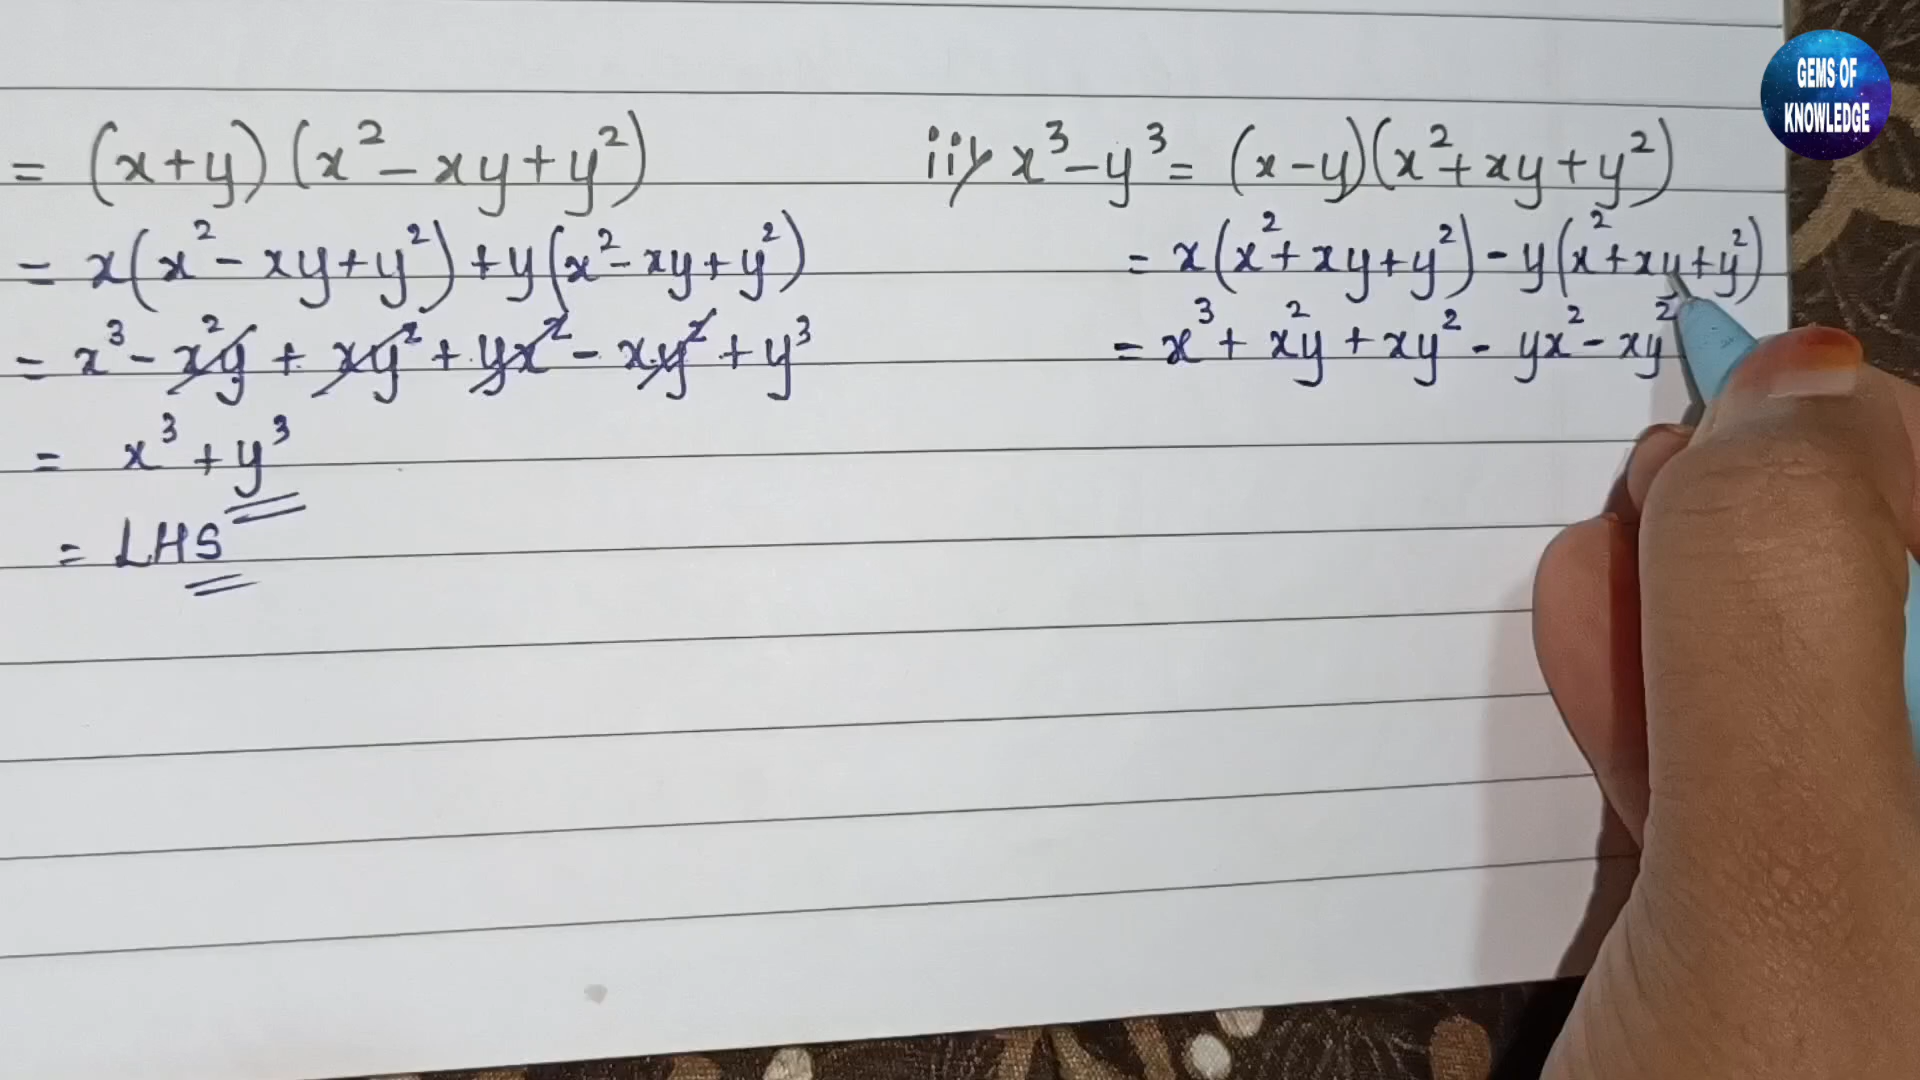 = (x+y) (x² - xy + y²)
= x(x² - xy + y²) + y(x² - xy + y²)
= x³ - x²y + xy² + yx² - xy² + y³
= x³ + y³
= LHS
ii) x³ - y³ = (x - y)(x² + xy + y²)
= x(x² + xy + y²) - y(x² + xy + y²)
= x³ + x²y + xy² - yx² - xy²
GEMS OF
KNOWLEDGE